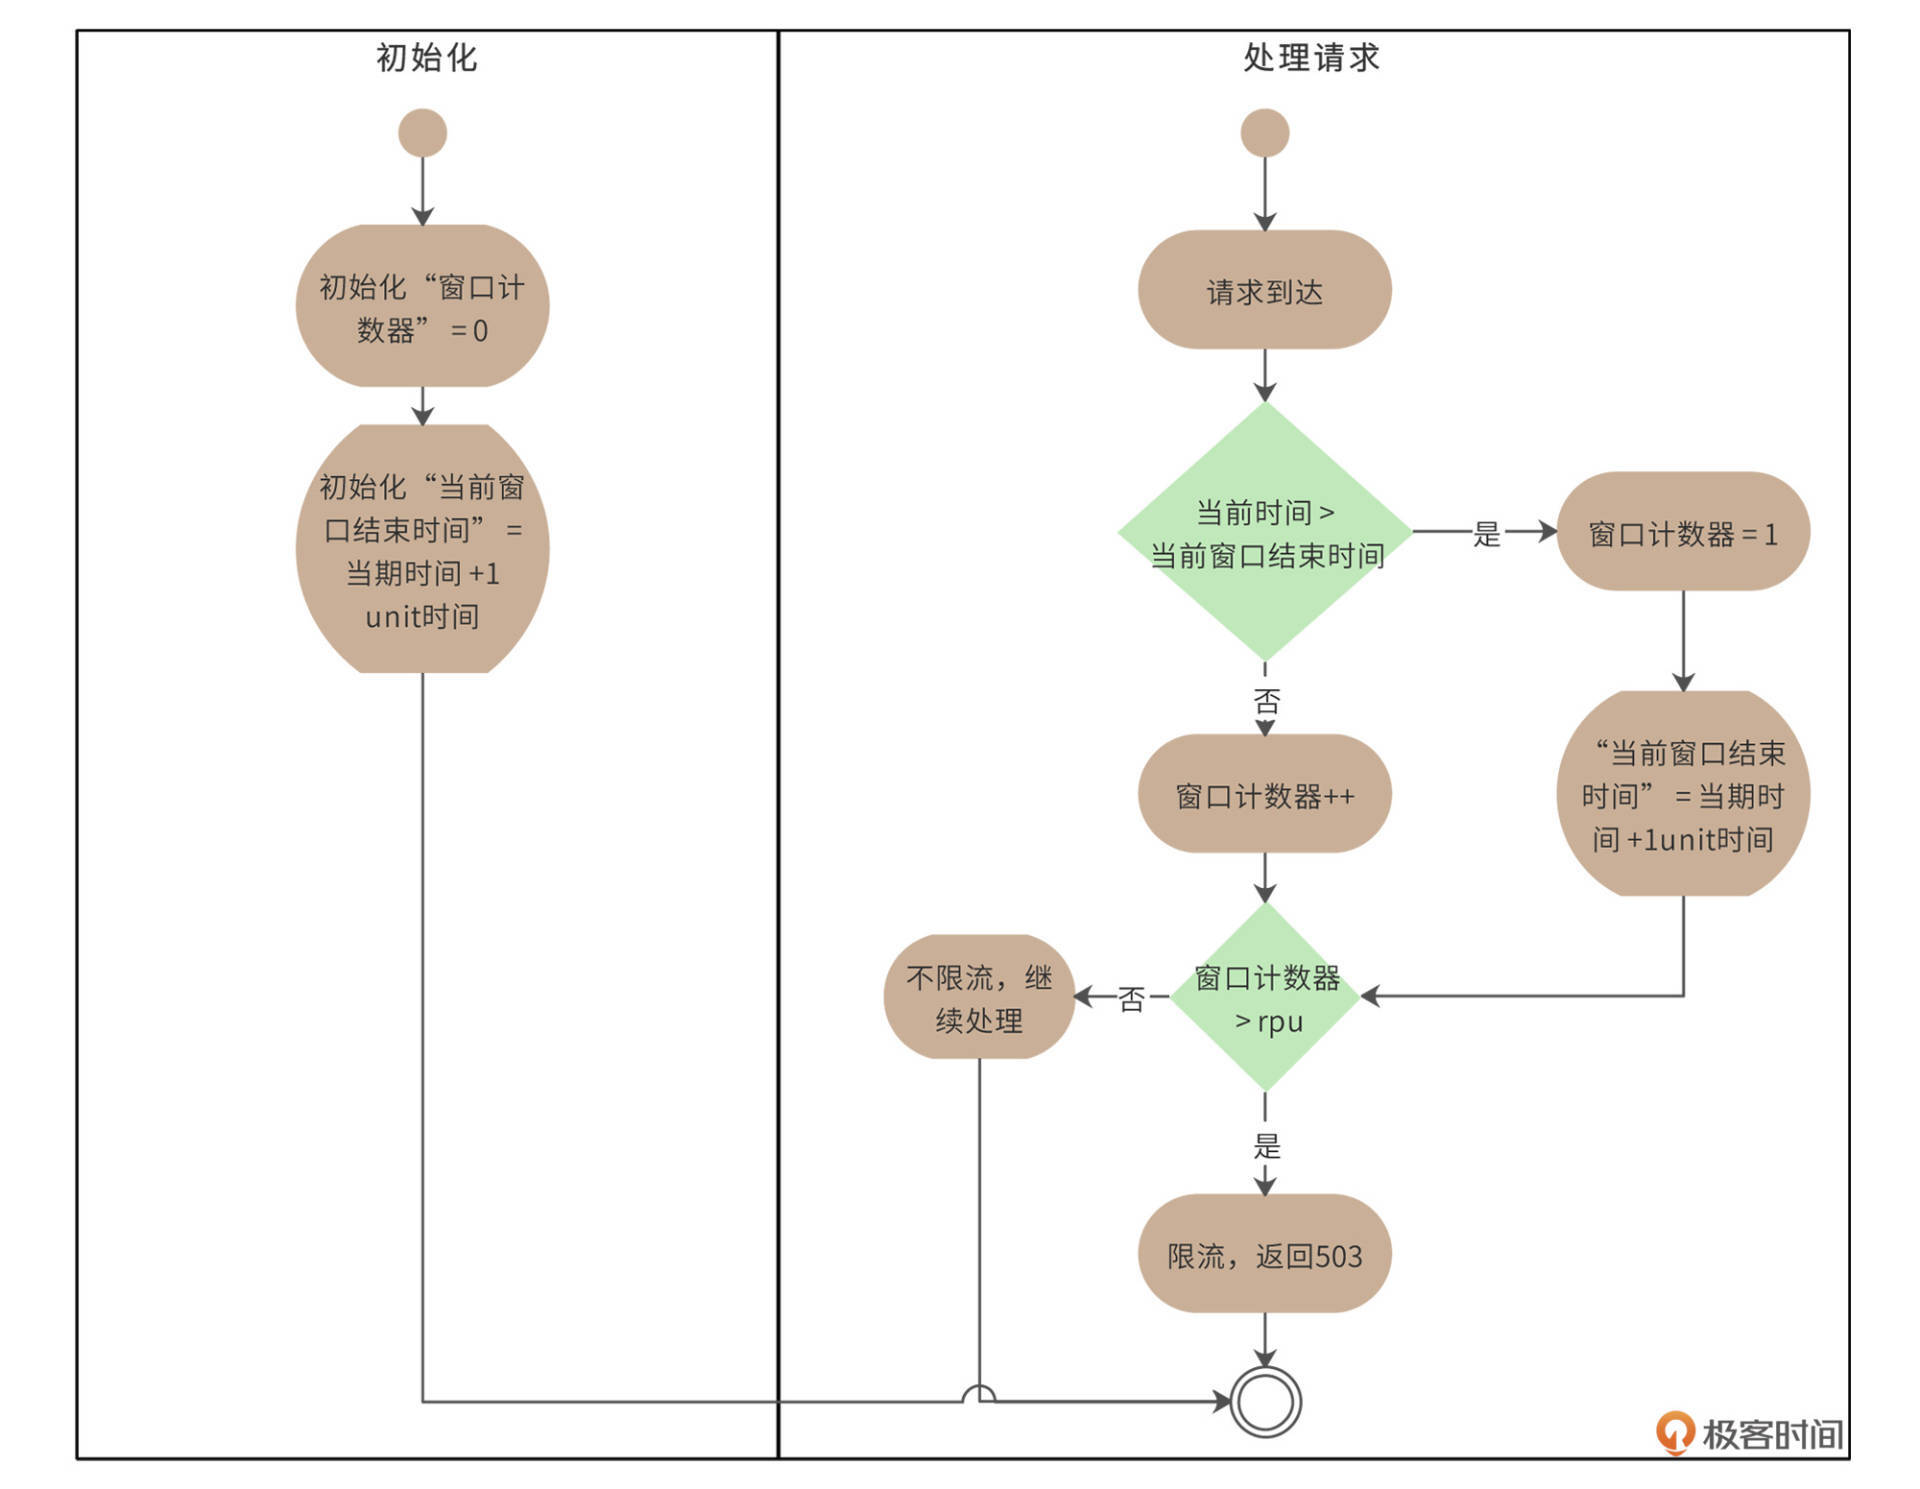 初始化
初始化“窗口计
数器” = 0
初始化“当前窗
口结束时间” =
当期时间 +1
unit时间
处理请求
请求到达
当前时间 >
当前窗口结束时间
是
窗口计数器 = 1
否
窗口计数器++
“当前窗口结束
时间” = 当期时
间 +1unit时间
窗口计数器
> rpu
否
不限流，继
续处理
是
限流，返回503
极客时间